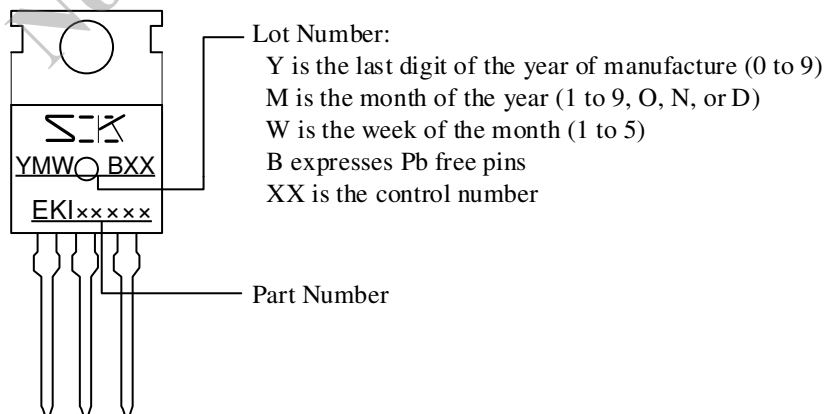 Lot Number:
Y is the last digit of the year of manufacture (0 to 9)
M is the month of the year (1 to 9, O, N, or D)
W is the week of the month (1 to 5)
B expresses Pb free pins
XX is the control number
SK
YMW○ BXX
EKI×××××
Part Number